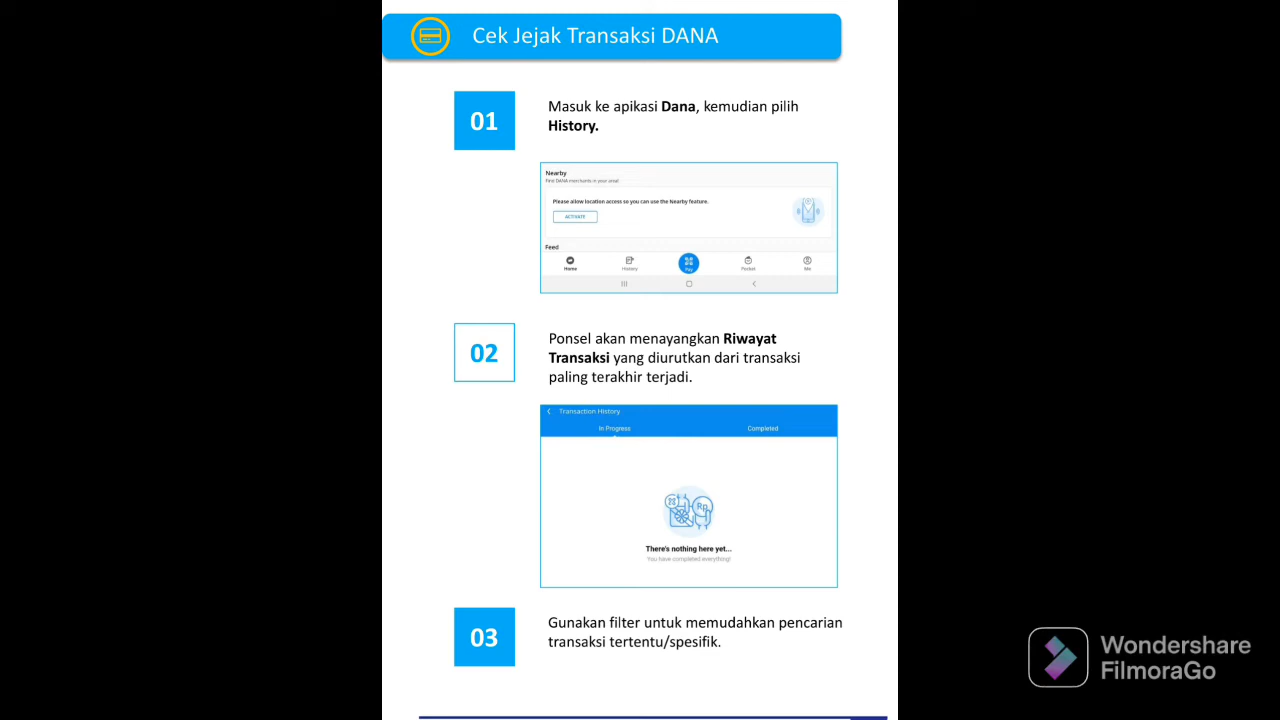 Cek Jejak Transaksi DANA
01
Masuk ke apikasi Dana, kemudian pilih
History.
Nearby
Find DANA merchants in your area!
Please allow location access so you can use the Nearby feature.
ACTIVATE
Feed
Home
History
Pay
Pocket
Me
02
Ponsel akan menayangkan Riwayat
Transaksi yang diurutkan dari transaksi
paling terakhir terjadi.
Transaction History
In Progress
Completed
Rp
There's nothing here yet...
You have completed everything!
03
Gunakan filter untuk memudahkan pencarian
transaksi tertentu/spesifik.
Wondershare
FilmoraGo